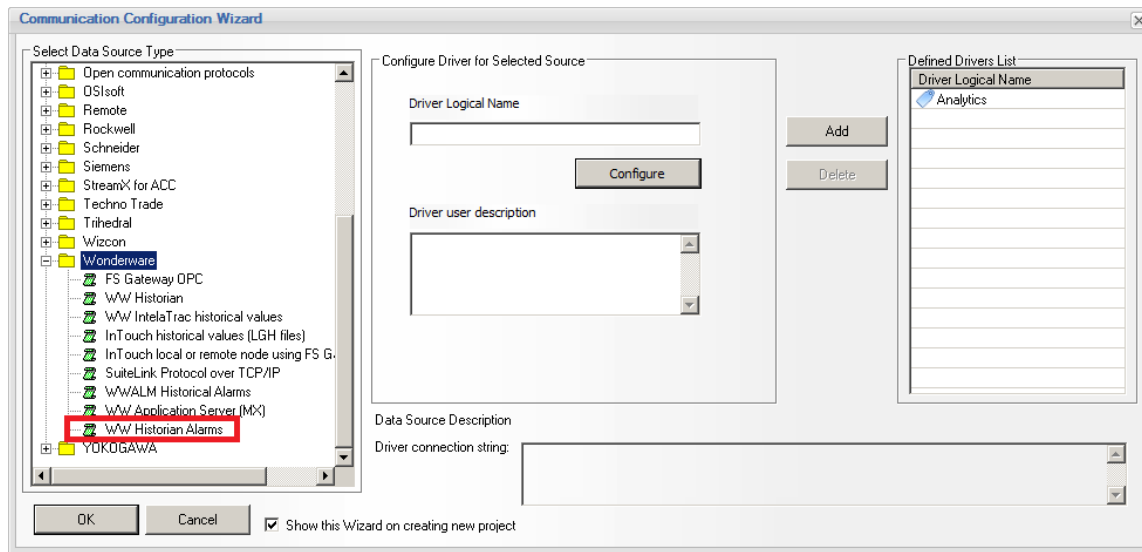 Communication Configuration Wizard
Select Data Source Type
Open communication protocols
OSIsoft
Remote
Rockwell
Schneider
Siemens
StreamX for ACC
Techno Trade
Trihedral
Wizcon
Wonderware
FS Gateway OPC
WW Historian
WW IntelaTrac historical values
InTouch historical values (LGH files)
InTouch local or remote node using FS G
SuiteLink Protocol over TCP/IP
WWALM Historical Alarms
WW Application Server (MX)
WW Historian Alarms
YOKOGAWA
OK
Cancel
Show this Wizard on creating new project
Configure Driver for Selected Source
Driver Logical Name
Configure
Driver user description
Add
Delete
Defined Drivers List
Driver Logical Name
Analytics
Data Source Description
Driver connection string: